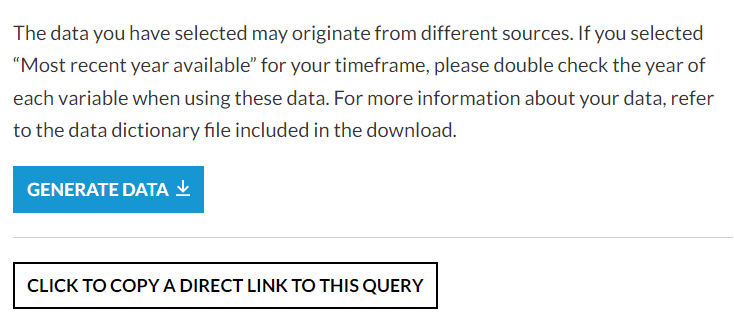 The data you have selected may originate from different sources. If you selected
“Most recent year available” for your timeframe, please double check the year of
each variable when using these data. For more information about your data, refer
to the data dictionary file included in the download.
GENERATE DATA
CLICK TO COPY A DIRECT LINK TO THIS QUERY